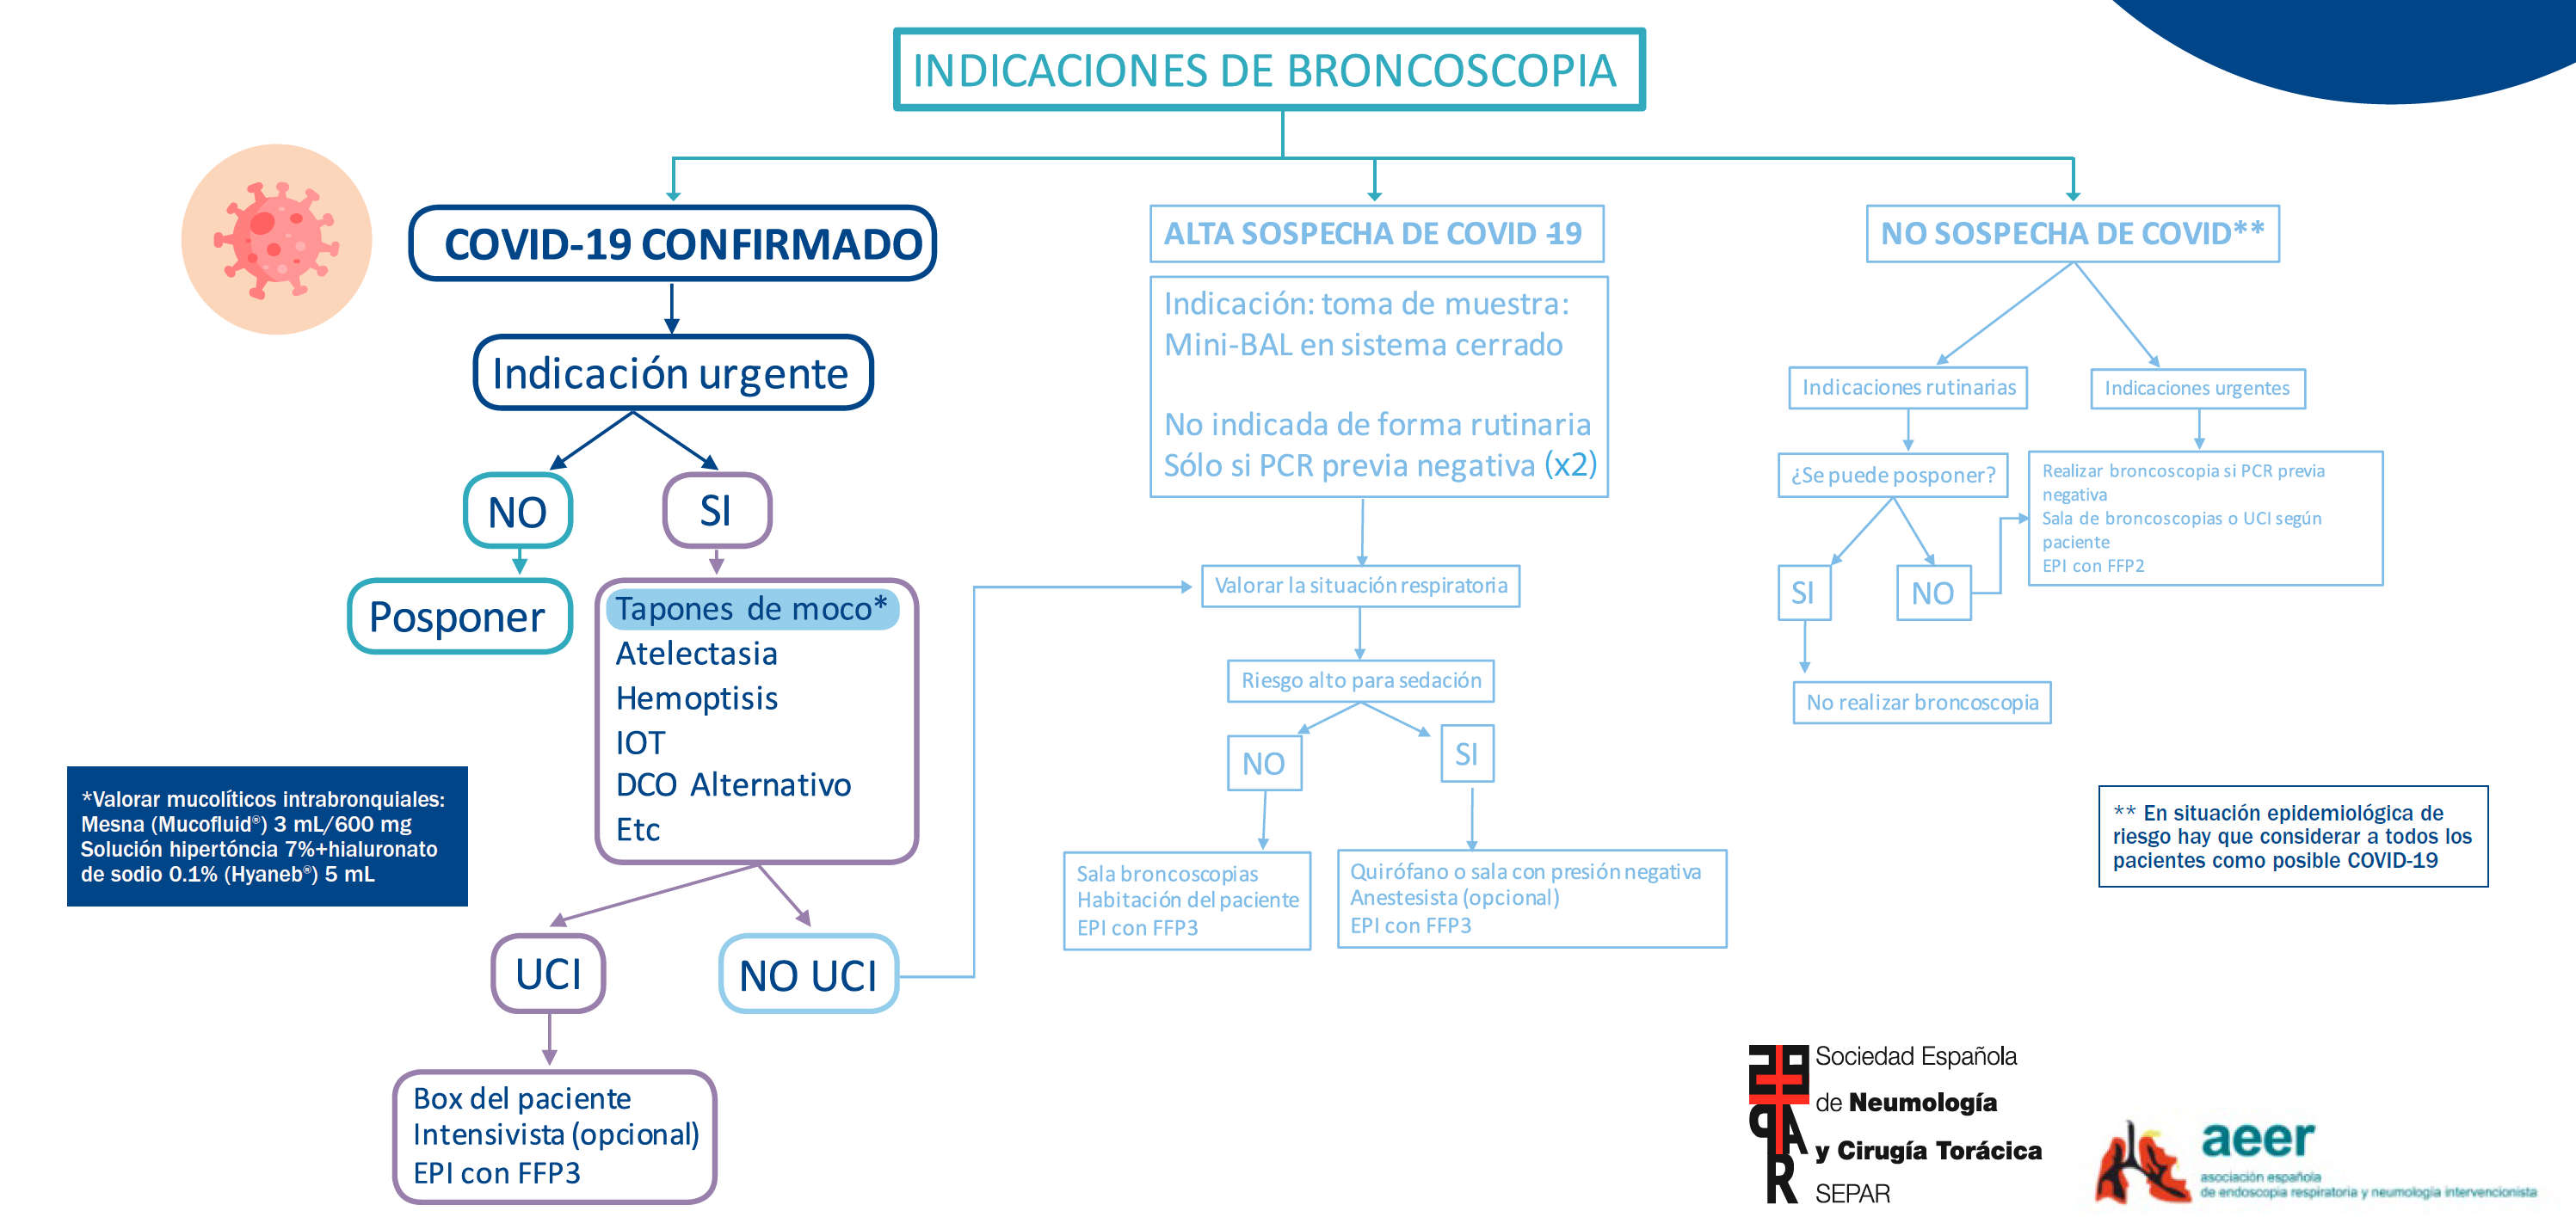 INDICACIONES DE BRONCOSCOPIA
COVID-19 CONFIRMADO
Indicación urgente
NO
SI
Posponer
Tapones de moco*
Atelectasia
Hemoptisis
IOT
DCO Alternativo
Etc
*Valorar mucolíticos intrabronquiales:
Mesna (Mucofluid®) 3 mL/600 mg
Solución hipertóncia 7%+hialuronato
de sodio 0.1% (Hyaneb®) 5 mL
UCI
NO UCI
Box del paciente
Intensivista (opcional)
EPI con FFP3
ALTA SOSPECHA DE COVID -19
Indicación: toma de muestra:
Mini-BAL en sistema cerrado
No indicada de forma rutinaria
Sólo si PCR previa negativa (x2)
Valorar la situación respiratoria
Riesgo alto para sedación
NO
SI
Sala broncoscopias
Habitación del paciente
EPI con FFP3
Quirófano o sala con presión negativa
Anestesista (opcional)
EPI con FFP3
NO SOSPECHA DE COVID**
Indicaciones rutinarias
Indicaciones urgentes
¿Se puede posponer?
Realizar broncoscopia si PCR previa
negativa
Sala de broncoscopias o UCI según
paciente
EPI con FFP2
SI
NO
No realizar broncoscopia
** En situación epidemiológica de
riesgo hay que considerar a todos los
pacientes como posible COVID-19
Sociedad Española
de Neumología
y Cirugía Torácica
SEPAR
aeer
asociación española
de endoscopia respiratoria y neumología intervencionista